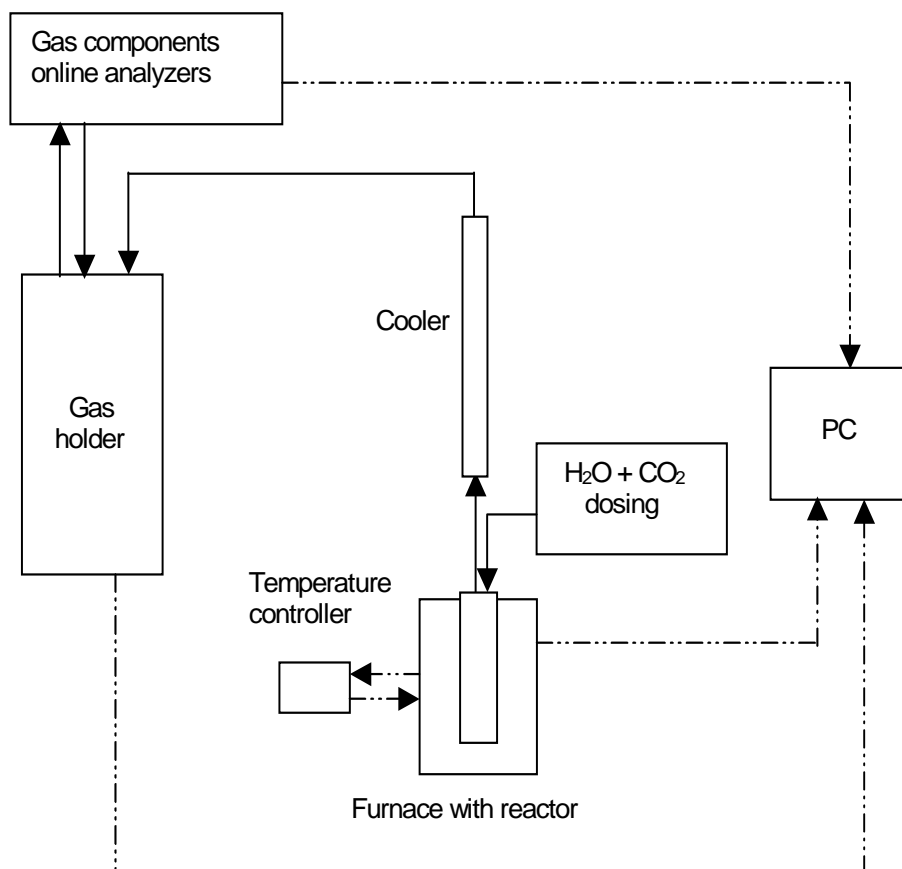 Gas components
online analyzers
Cooler
Gas
holder
PC
H₂O + CO₂
dosing
Temperature
controller
Furnace with reactor